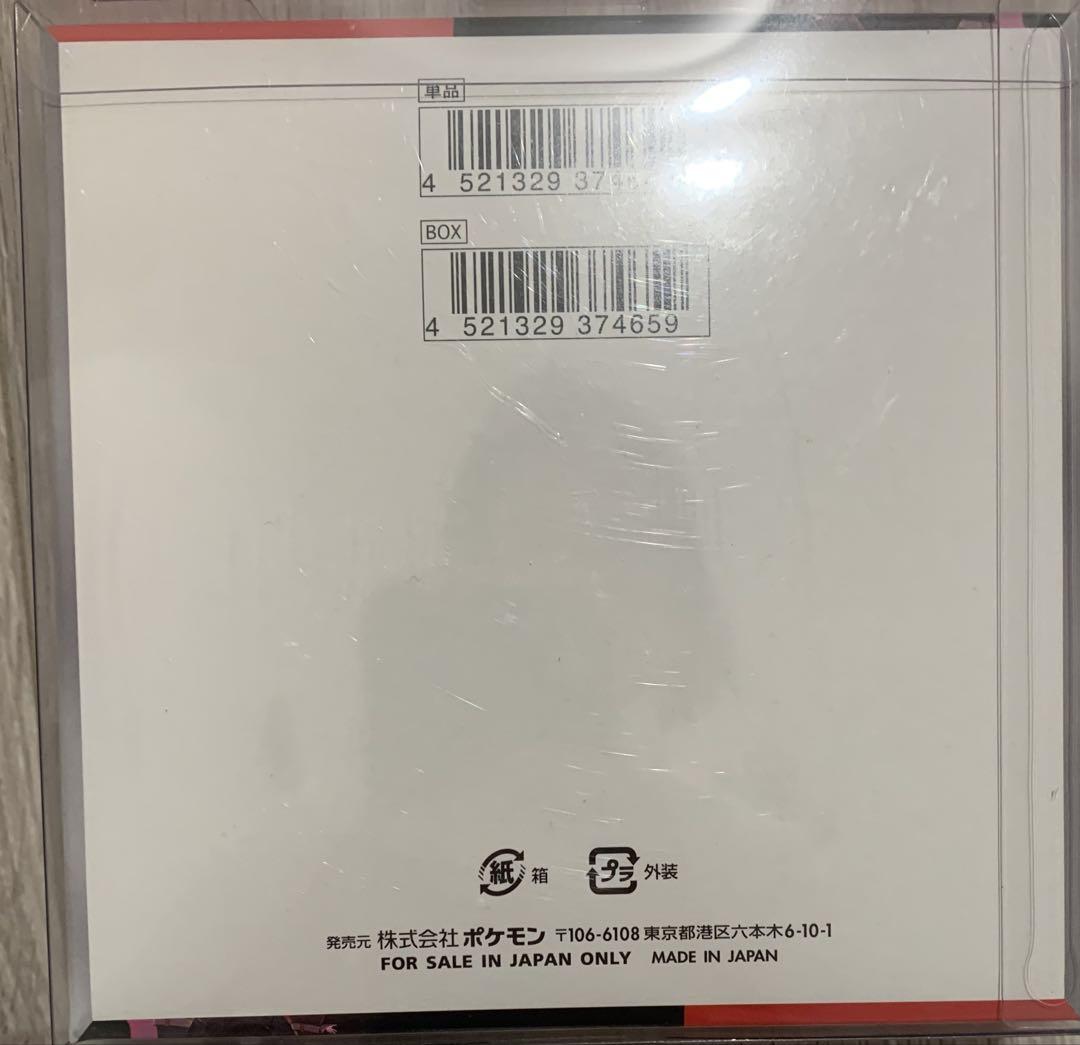 単品
4 521329
BOX
4 521329 374659
紙 箱 プラ 外装
発売元 株式会社ポケモン 〒106-6108 東京都港区六本木6-10-1
FOR SALE IN JAPAN ONLY MADE IN JAPAN